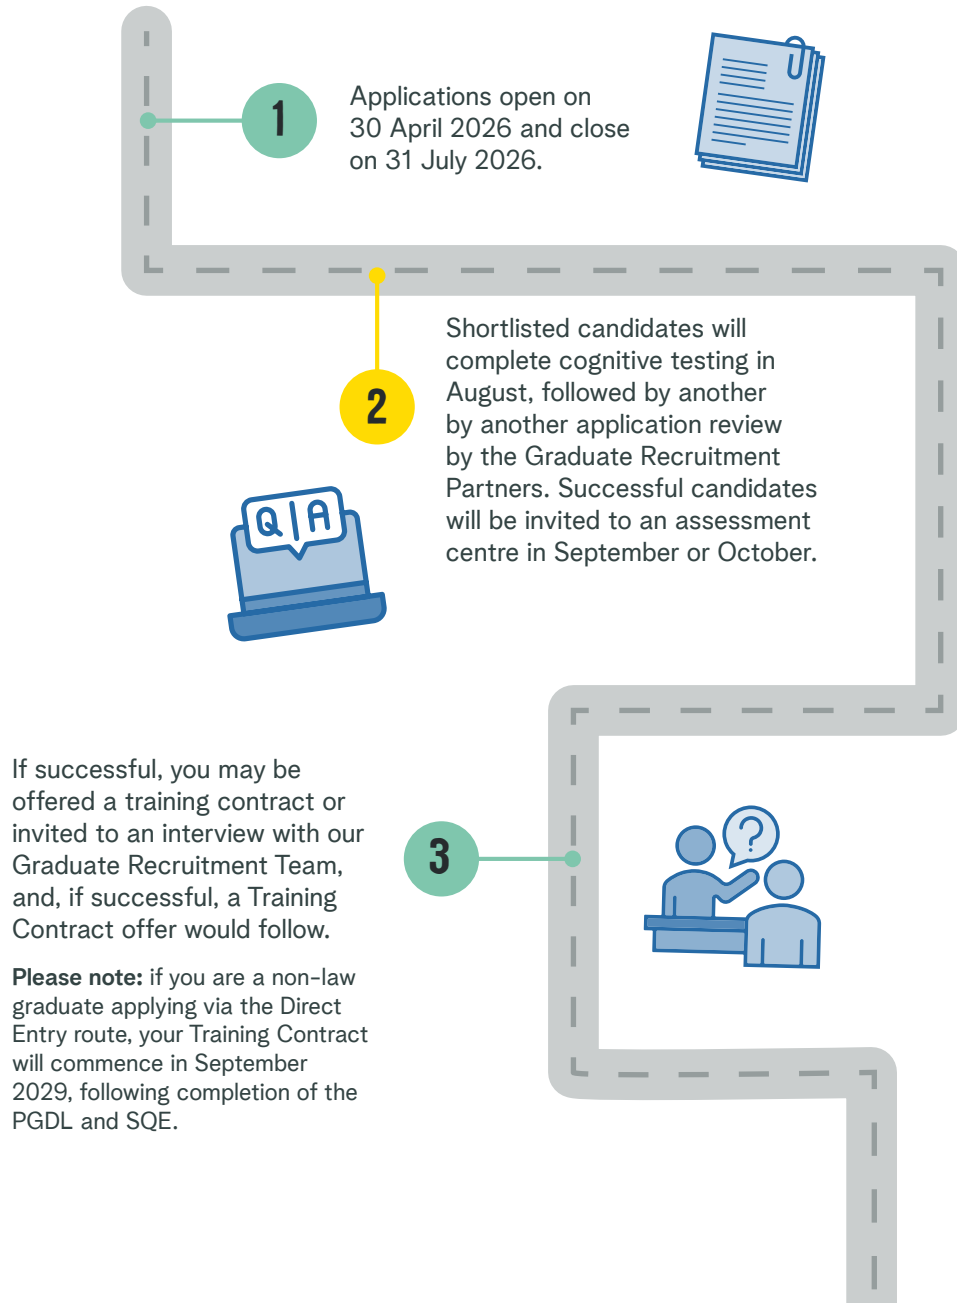 1
Applications open on
30 April 2026 and close
on 31 July 2026.
2
Shortlisted candidates will
complete cognitive testing in
August, followed by another
by another application review
by the Graduate Recruitment
Partners. Successful candidates
will be invited to an assessment
centre in September or October.
Q|A
3
If successful, you may be
offered a training contract or
invited to an interview with our
Graduate Recruitment Team,
and, if successful, a Training
Contract offer would follow.
Please note: if you are a non-law
graduate applying via the Direct
Entry route, your Training Contract
will commence in September
2029, following completion of the
PGDL and SQE.
?